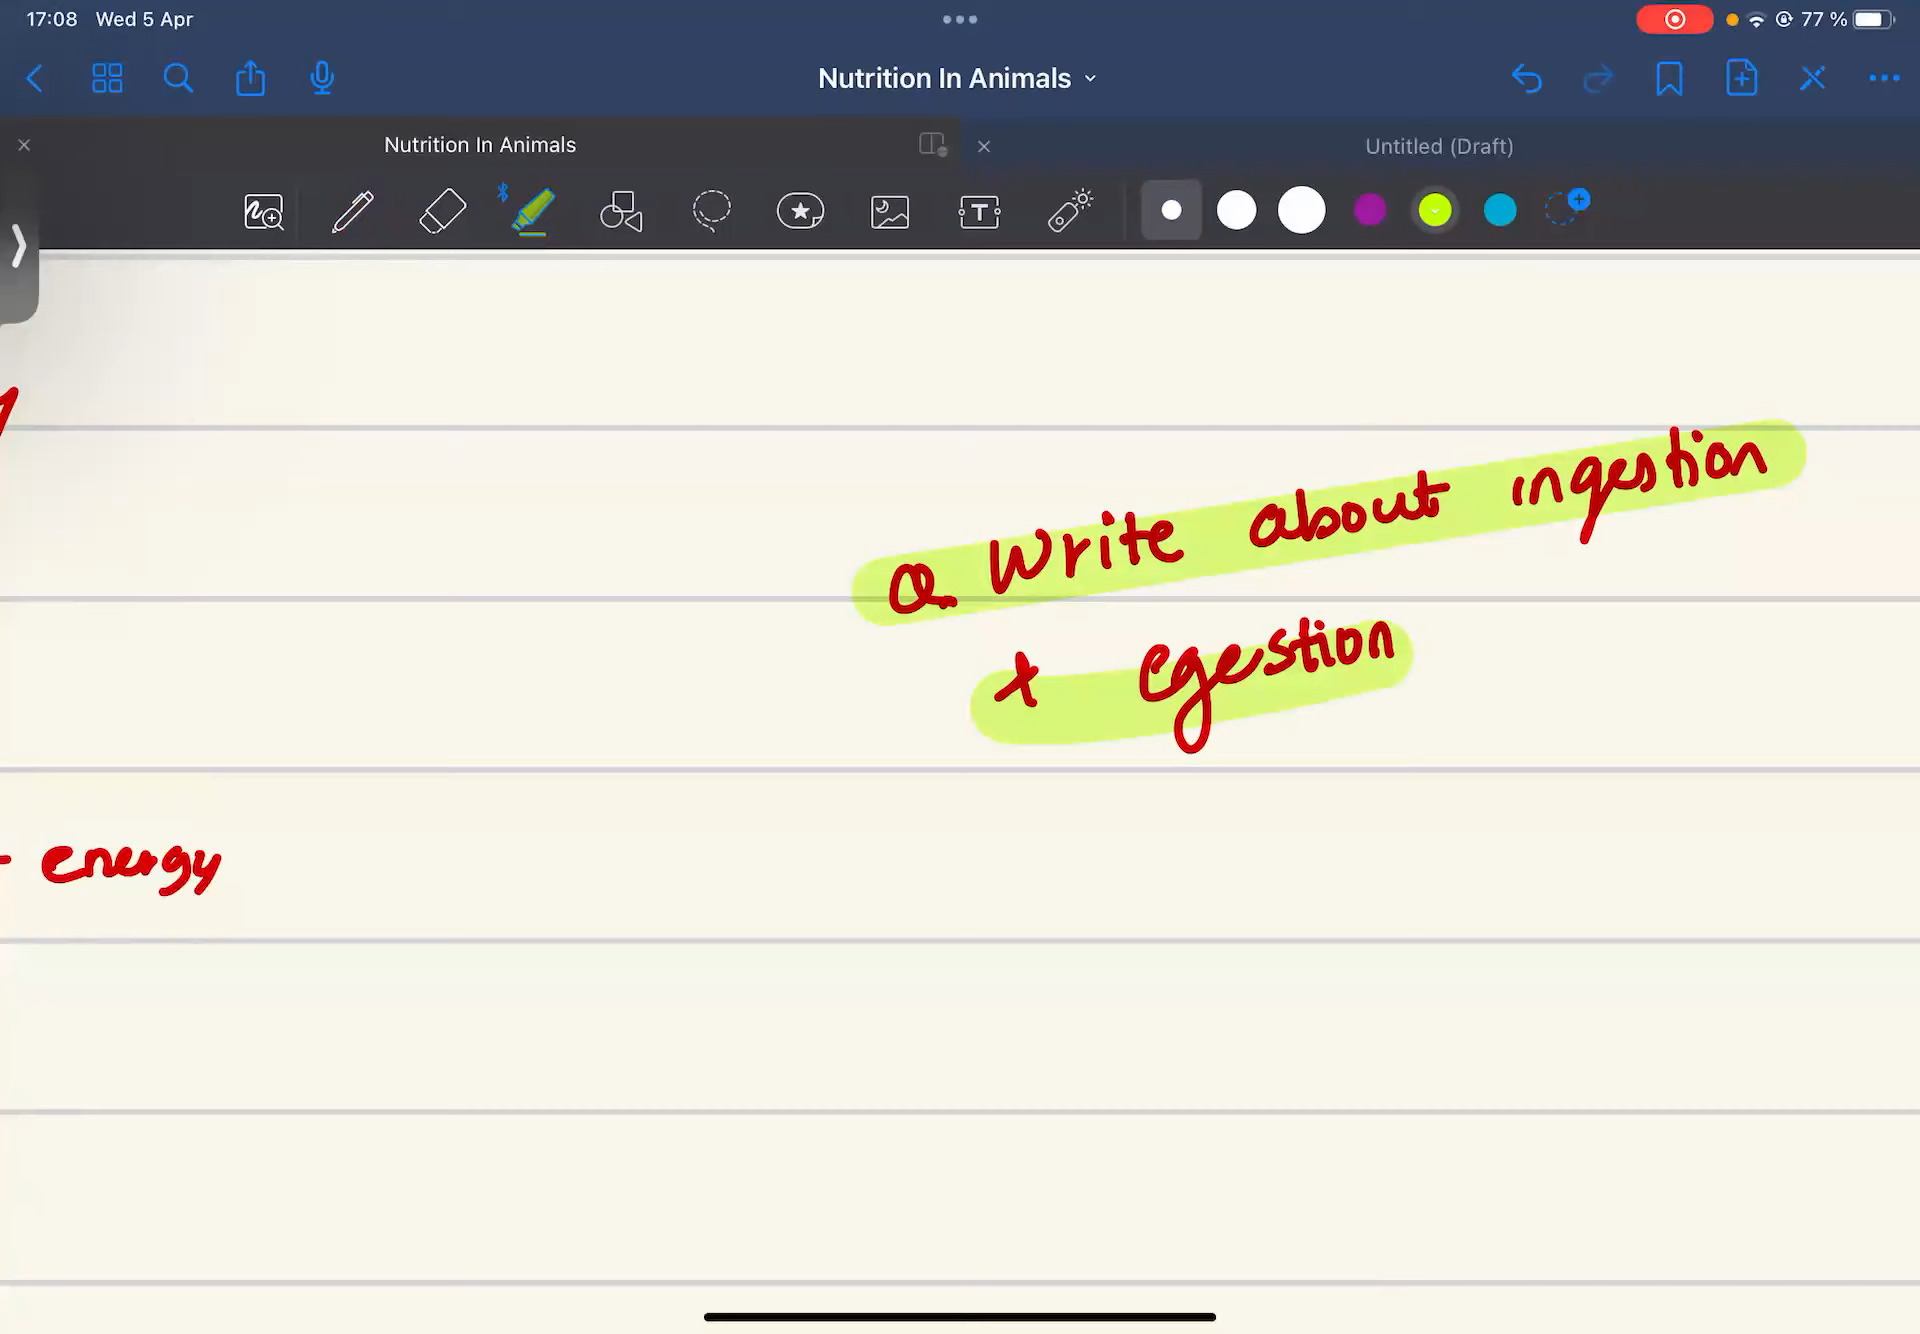 17:08 Wed 5 Apr
77 %
Nutrition In Animals
Nutrition In Animals
Untitled (Draft)
T
Q. Write about ingestion
+ egestion
- energy